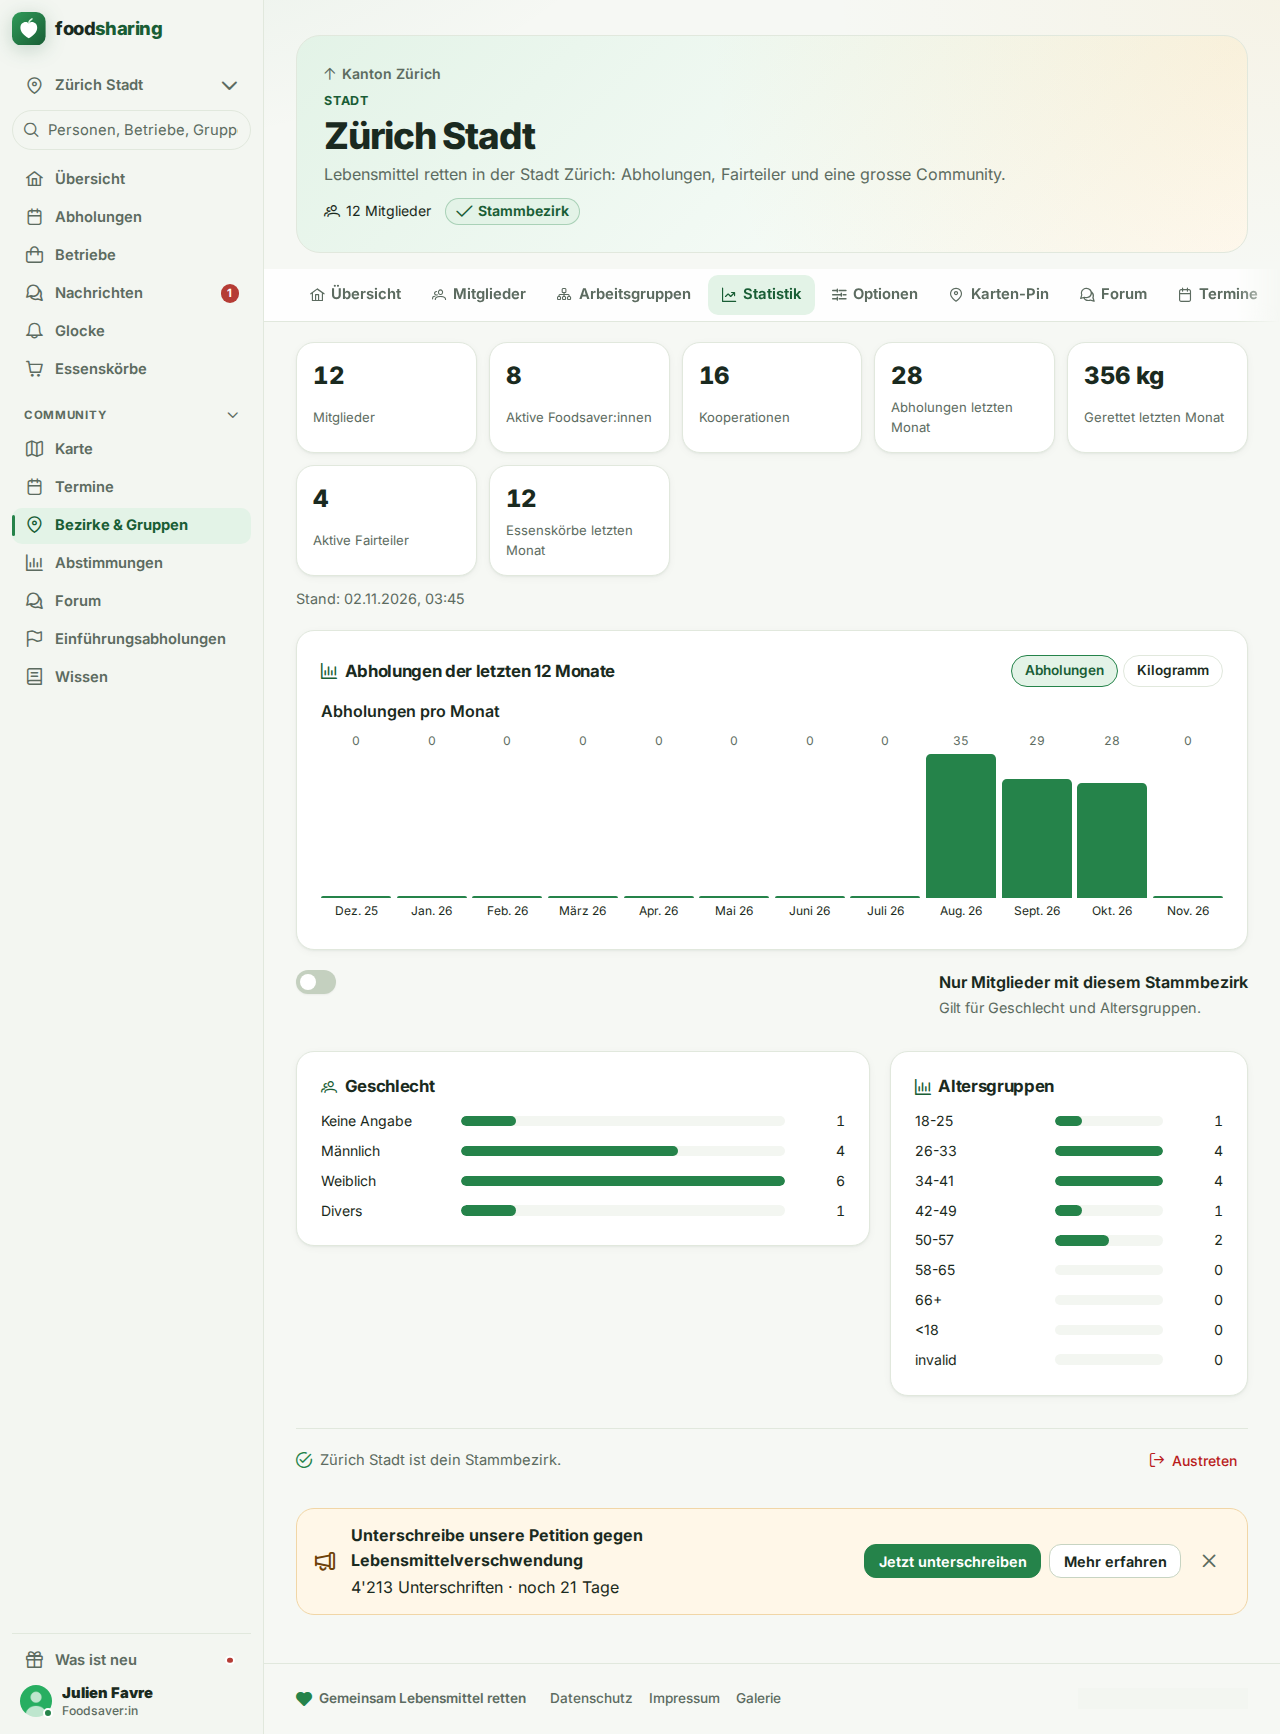 foodsharing
Zürich Stadt
Personen, Betriebe, Grupp
Übersicht
Abholungen
Betriebe
Nachrichten 1
Glocke
Essenskörbe
COMMUNITY
Karte
Termine
Bezirke & Gruppen
Abstimmungen
Forum
Einführungsabholungen
Wissen
Was ist neu
Julien Favre
Foodsaver:in
↑ Kanton Zürich
STADT
Zürich Stadt
Lebensmittel retten in der Stadt Zürich: Abholungen, Fairteiler und eine grosse Community.
12 Mitglieder Stammbezirk
Übersicht Mitglieder Arbeitsgruppen Statistik Optionen Karten-Pin Forum Termine
12
Mitglieder
8
Aktive Foodsaver:innen
16
Kooperationen
28
Abholungen letzten
Monat
356 kg
Gerettet letzten Monat
4
Aktive Fairteiler
12
Essenskörbe letzten
Monat
Stand: 02.11.2026, 03:45
Abholungen der letzten 12 Monate Abholungen Kilogramm
Abholungen pro Monat
0 0 0 0 0 0 0 0 35 29 28 0
Dez. 25 Jan. 26 Feb. 26 März 26 Apr. 26 Mai 26 Juni 26 Juli 26 Aug. 26 Sept. 26 Okt. 26 Nov. 26
Nur Mitglieder mit diesem Stammbezirk
Gilt für Geschlecht und Altersgruppen.
Geschlecht
Keine Angabe 1
Männlich 4
Weiblich 6
Divers 1
Altersgruppen
18-25 1
26-33 4
34-41 4
42-49 1
50-57 2
58-65 0
66+ 0
<18 0
invalid 0
Zürich Stadt ist dein Stammbezirk. Austreten
Unterschreibe unsere Petition gegen
Lebensmittelverschwendung
4'213 Unterschriften · noch 21 Tage
Jetzt unterschreiben Mehr erfahren
Gemeinsam Lebensmittel retten Datenschutz Impressum Galerie